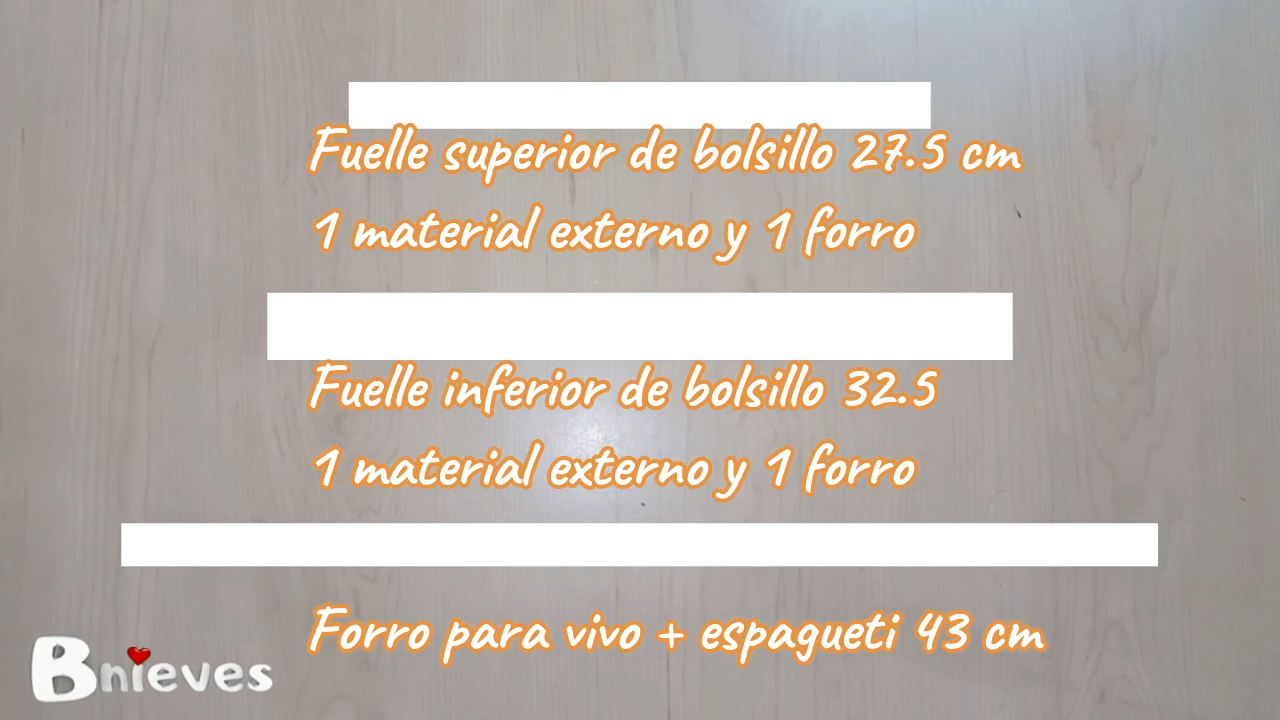 Fuelle superior de bolsillo 27.5 cm
1 material externo y 1 forro
Fuelle inferior de bolsillo 32.5
1 material externo y 1 forro
Forro para vivo + espagueti 43 cm
Bnieves